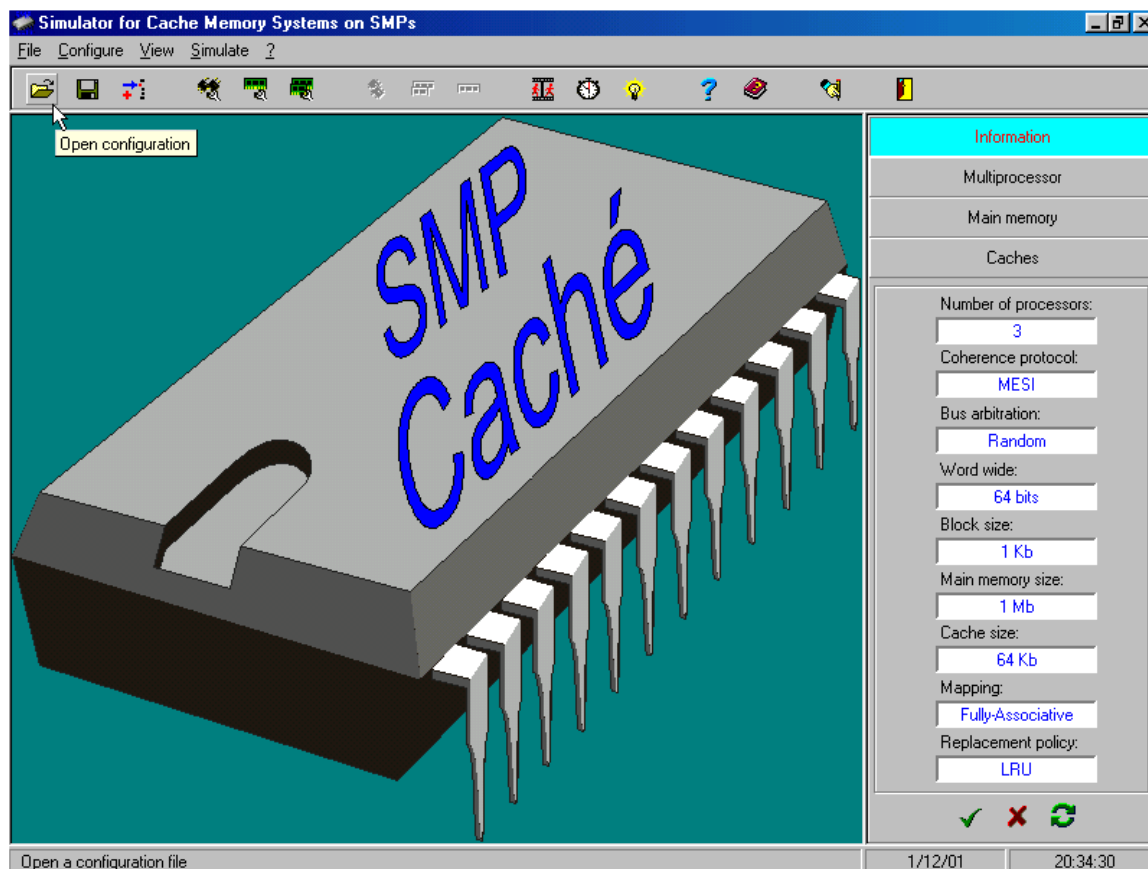 Simulator for Cache Memory Systems on SMPs
File Configure View Simulate ?
Open configuration
SMP
Caché
Information
Multiprocessor
Main memory
Caches
Number of processors:
3
Coherence protocol:
MESI
Bus arbitration:
Random
Word wide:
64 bits
Block size:
1 Kb
Main memory size:
1 Mb
Cache size:
64 Kb
Mapping:
Fully-Associative
Replacement policy:
LRU
Open a configuration file
1/12/01
20:34:30